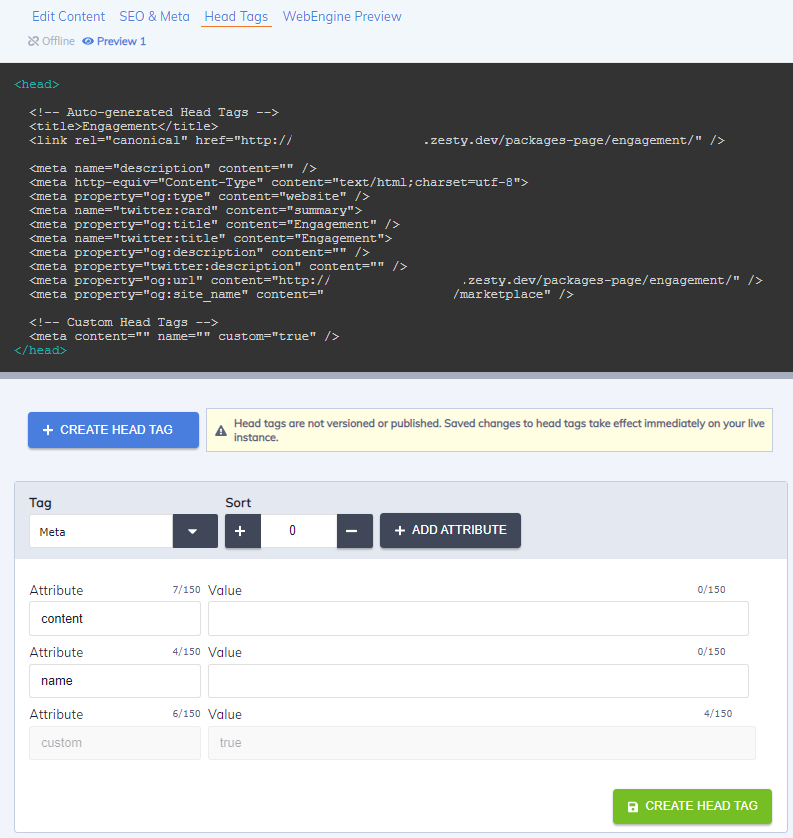 Edit Content SEO & Meta Head Tags WebEngine Preview
Offline Preview 1
<head>
<!-- Auto-generated Head Tags -->
<title>Engagement</title>
<link rel="canonical" href="http:// .zesty.dev/packages-page/engagement/" />
<meta name="description" content="" />
<meta http-equiv="Content-Type" content="text/html;charset=utf-8">
<meta property="og:type" content="website" />
<meta name="twitter:card" content="summary">
<meta property="og:title" content="Engagement" />
<meta name="twitter:title" content="Engagement">
<meta property="og:description" content="" />
<meta property="twitter:description" content="" />
<meta property="og:url" content="http:// .zesty.dev/packages-page/engagement/" />
<meta property="og:site_name" content=" /marketplace" />
<!-- Custom Head Tags -->
<meta content="" name="" custom="true" />
</head>
+ CREATE HEAD TAG
Head tags are not versioned or published. Saved changes to head tags take effect immediately on your live
instance.
Tag Sort
Meta + 0 − + ADD ATTRIBUTE
Attribute 7/150 Value 0/150
content
Attribute 4/150 Value 0/150
name
Attribute 6/150 Value 4/150
custom true
CREATE HEAD TAG